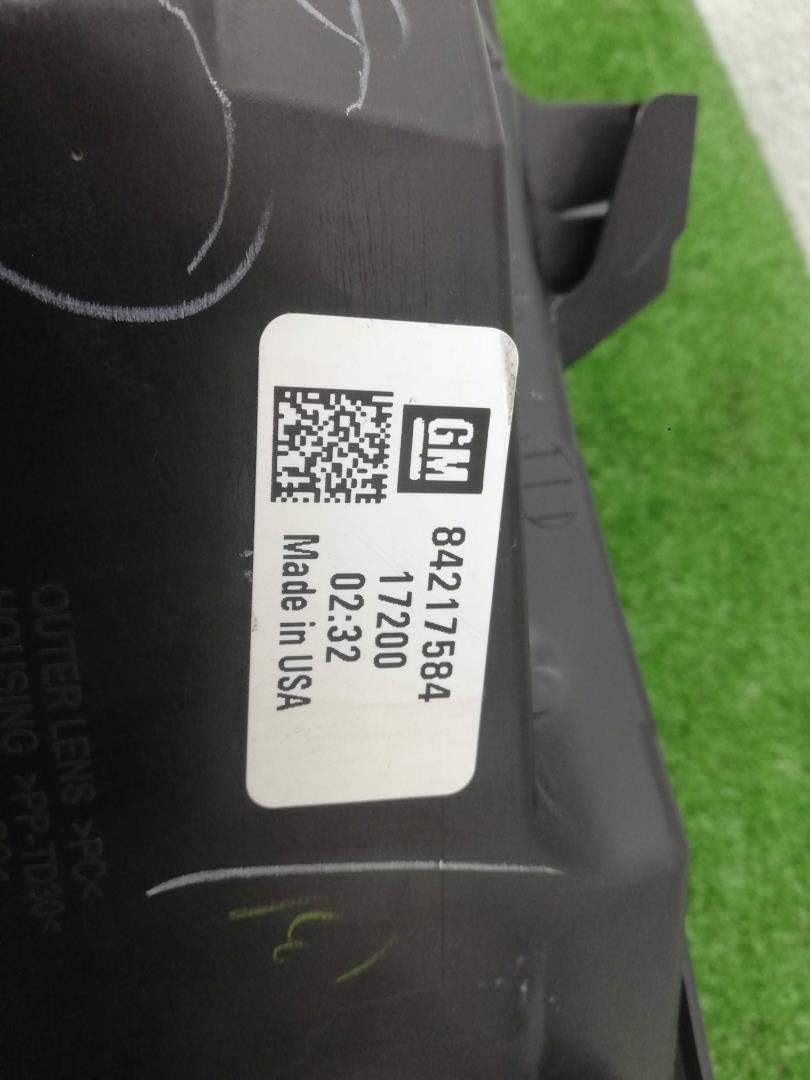 GM
84217584
17200
02:32
Made in USA
OUTER LENS >PC<
HOUSING >PP-TD30<